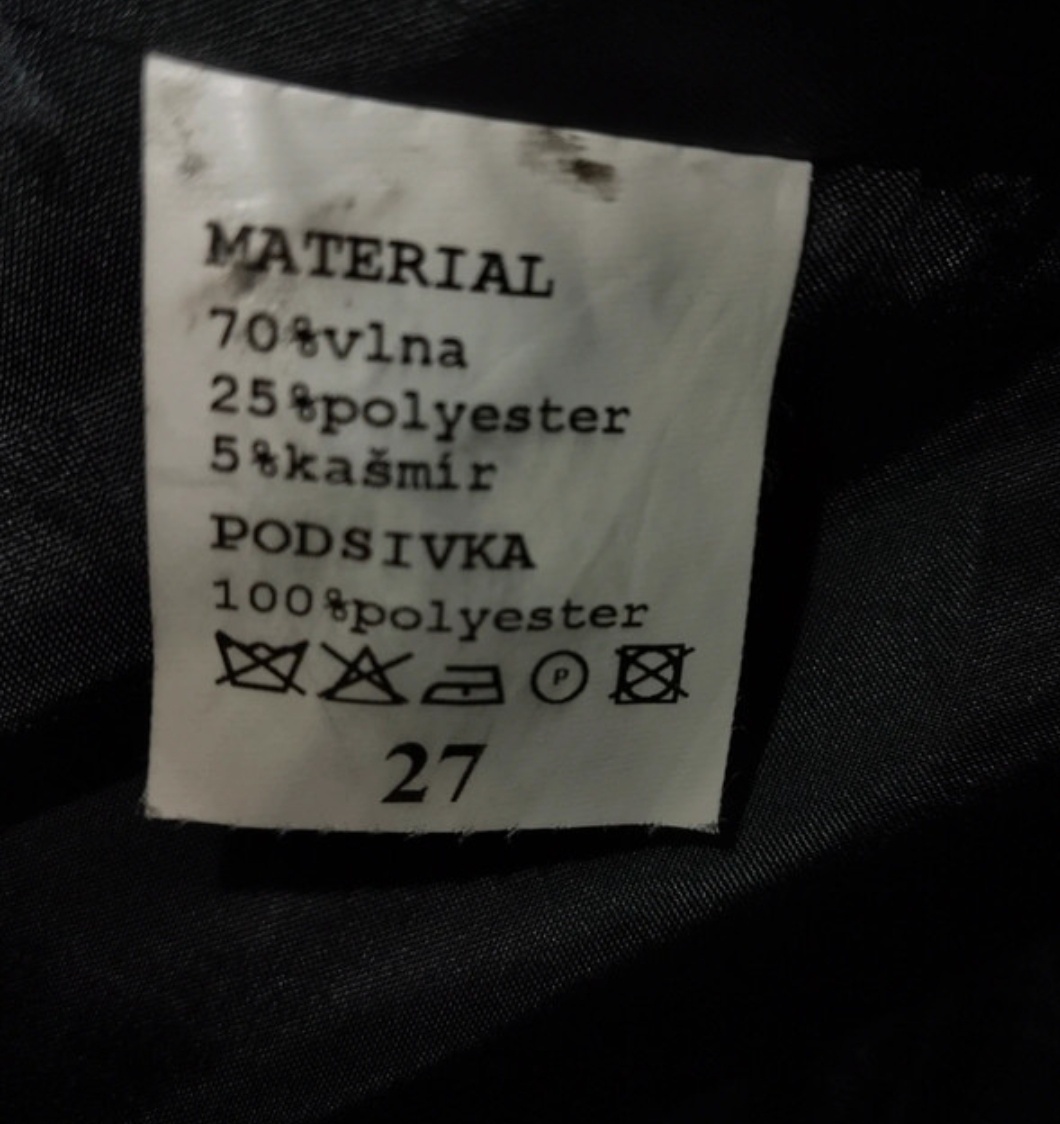 MATERIAL
70%vlna
25%polyester
5%kašmír
PODSIVKA
100%polyester
P
27